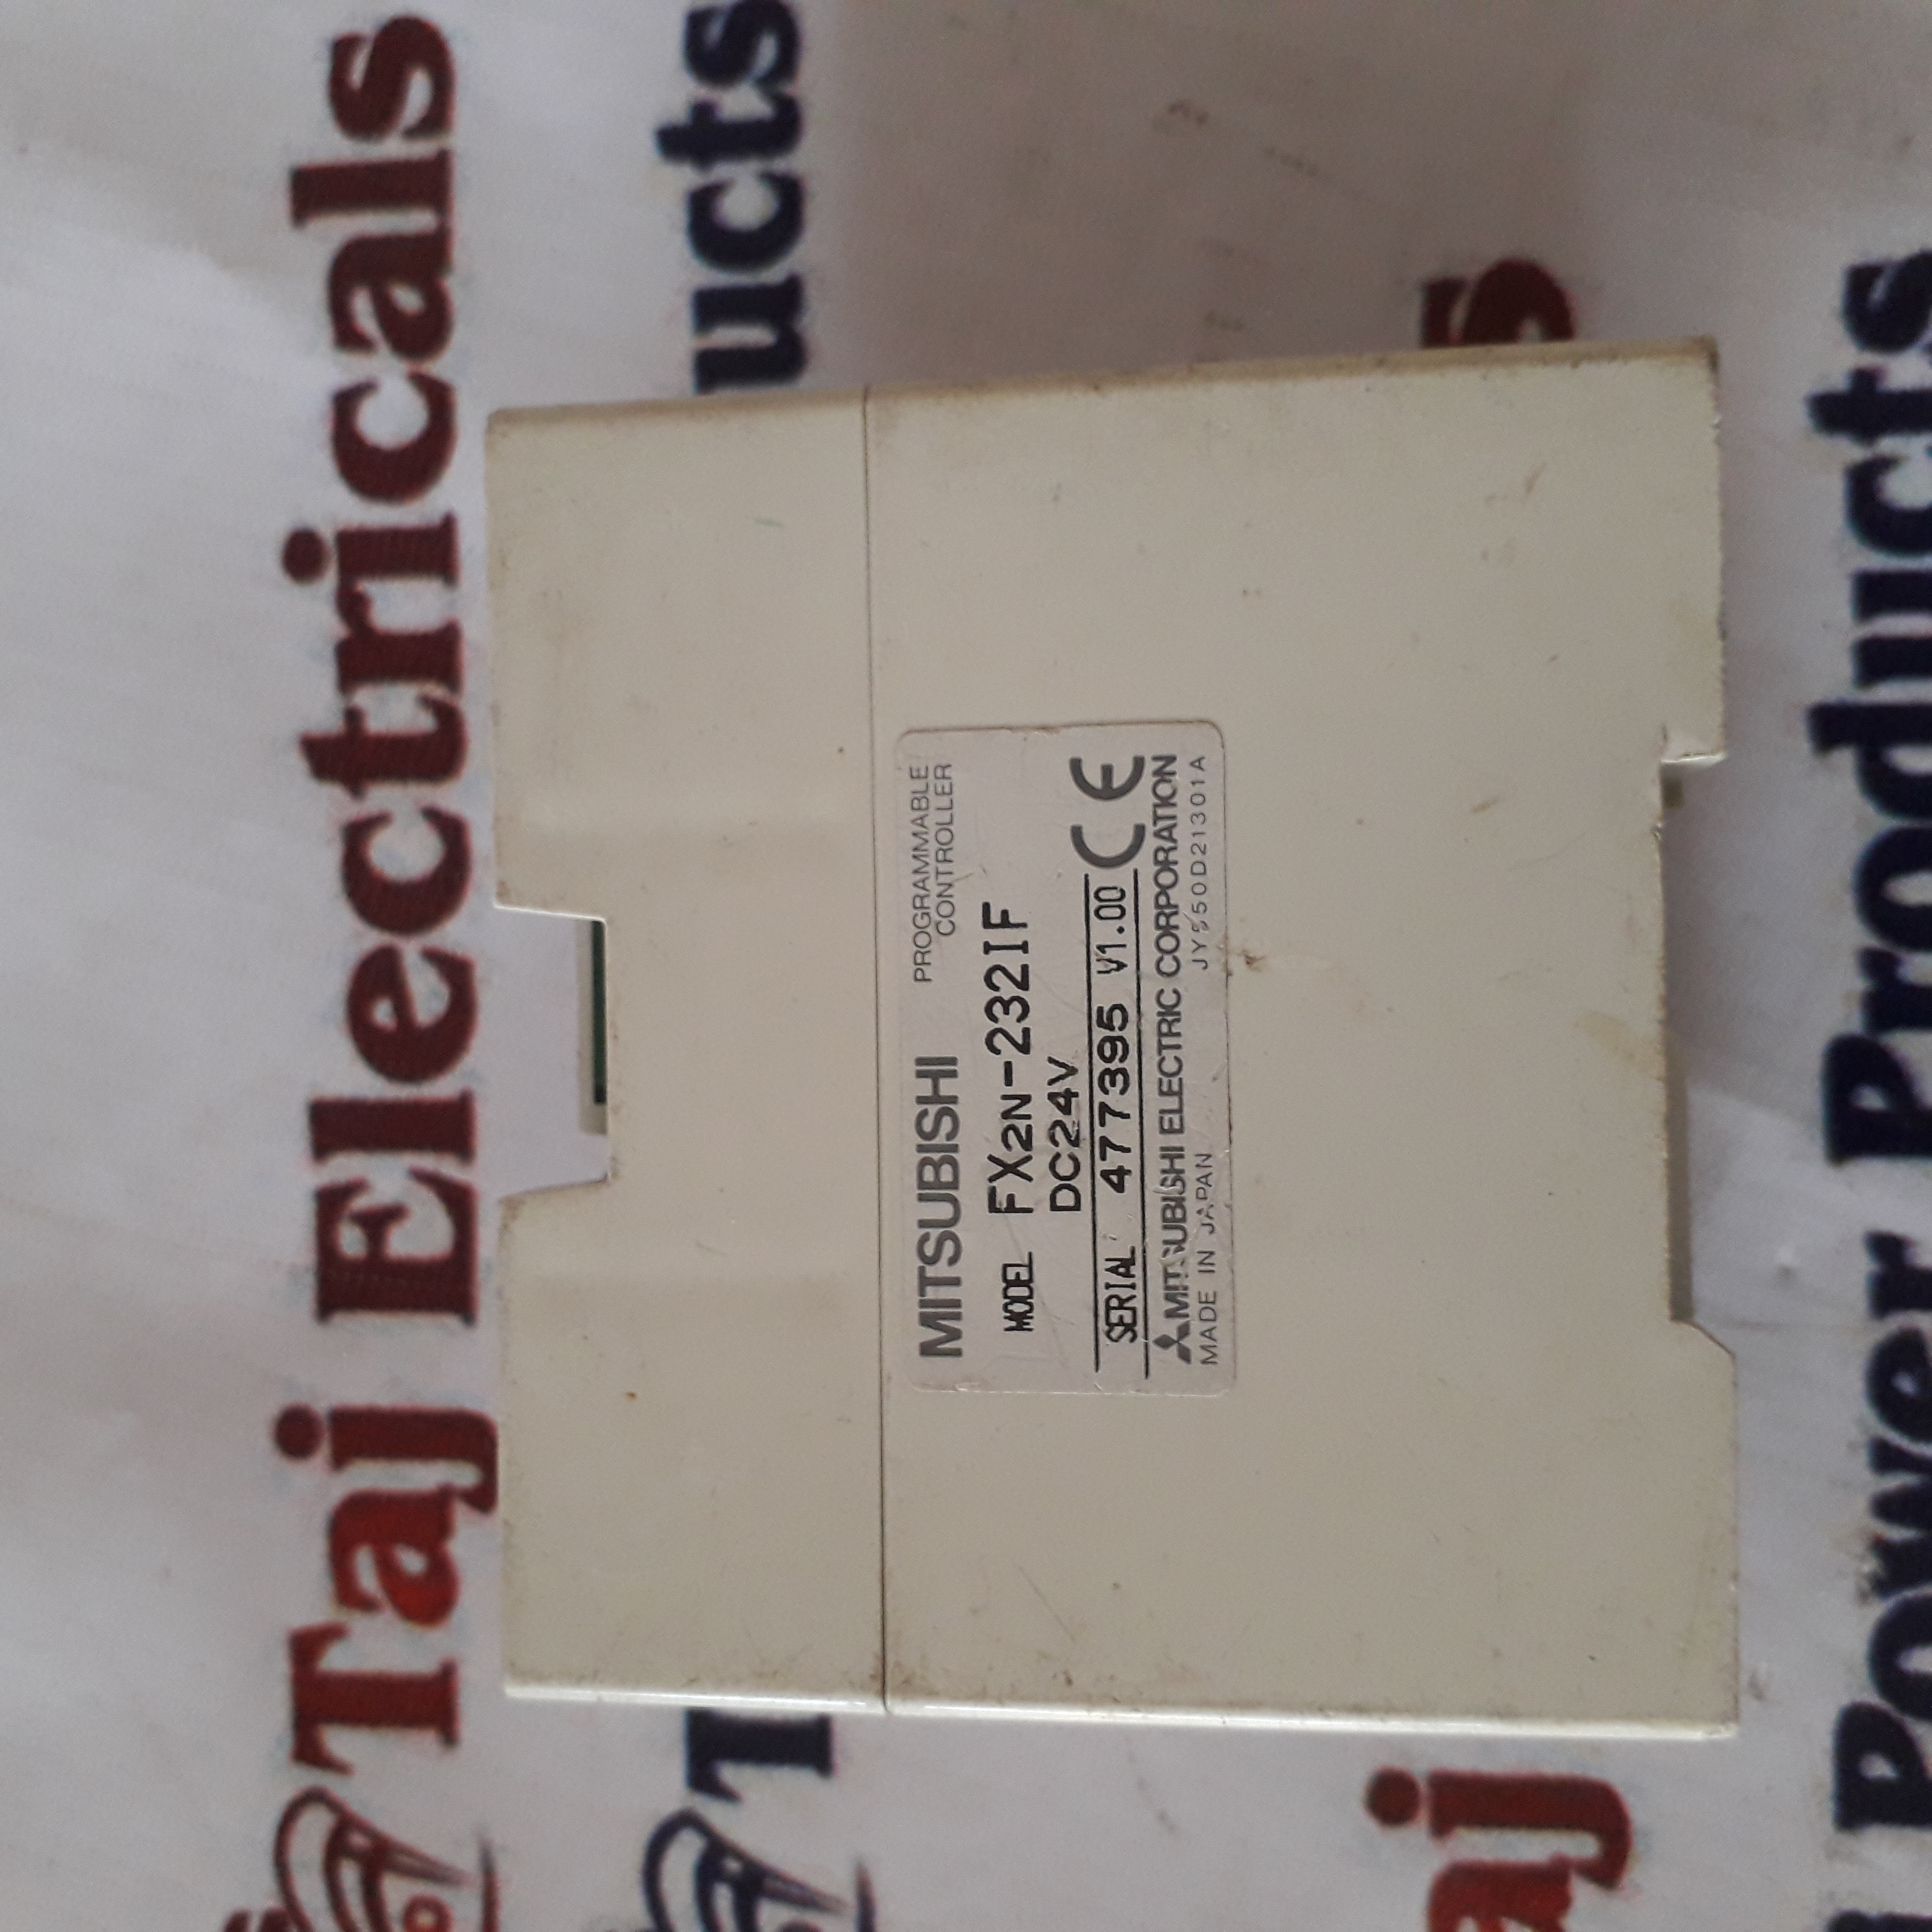 Taj Electricals
T
ucts
MITSUBISHI PROGRAMMABLE
CONTROLLER
MODEL FX2N-232IF
DC24V
SERIAL 477395 V1.00 CE
MITSUBISHI ELECTRIC CORPORATION
MADE IN JAPAN JY550D21301A
aj
s
Power Products